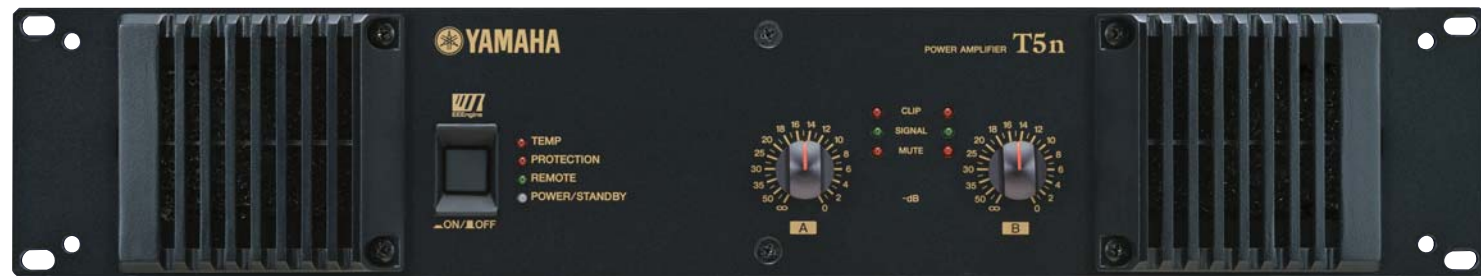 YAMAHA
POWER AMPLIFIER T5n
EEEngine
TEMP
PROTECTION
REMOTE
POWER/STANDBY
ON/OFF
CLIP
SIGNAL
MUTE
-dB
∞ 50 35 30 25 20 18 16 14 12 10 8 6 4 2 0
A
∞ 50 35 30 25 20 18 16 14 12 10 8 6 4 2 0
B